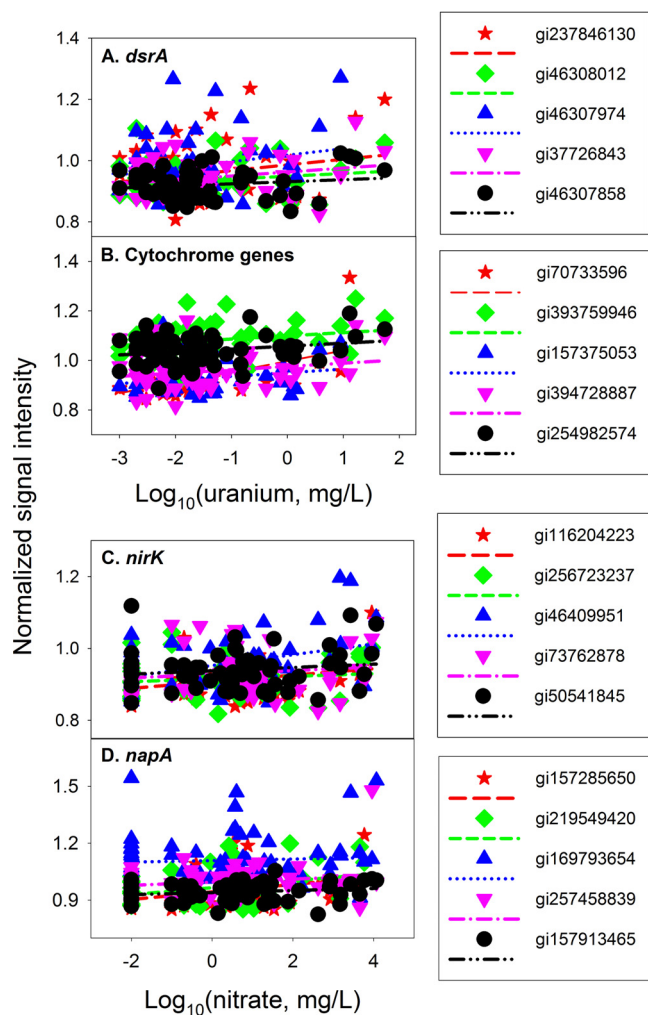 Normalized signal intensity
A. dsrA
1.4
1.2
1.0
0.8
gi237846130
gi46308012
gi46307974
gi37726843
gi46307858
B. Cytochrome genes
1.4
1.2
1.0
0.8
-3 -2 -1 0 1 2
Log10(uranium, mg/L)
gi70733596
gi393759946
gi157375053
gi394728887
gi254982574
C. nirK
1.2
1.0
0.8
gi116204223
gi256723237
gi46409951
gi73762878
gi50541845
D. napA
1.5
1.2
0.9
-2 0 2 4
Log10(nitrate, mg/L)
gi157285650
gi219549420
gi169793654
gi257458839
gi157913465